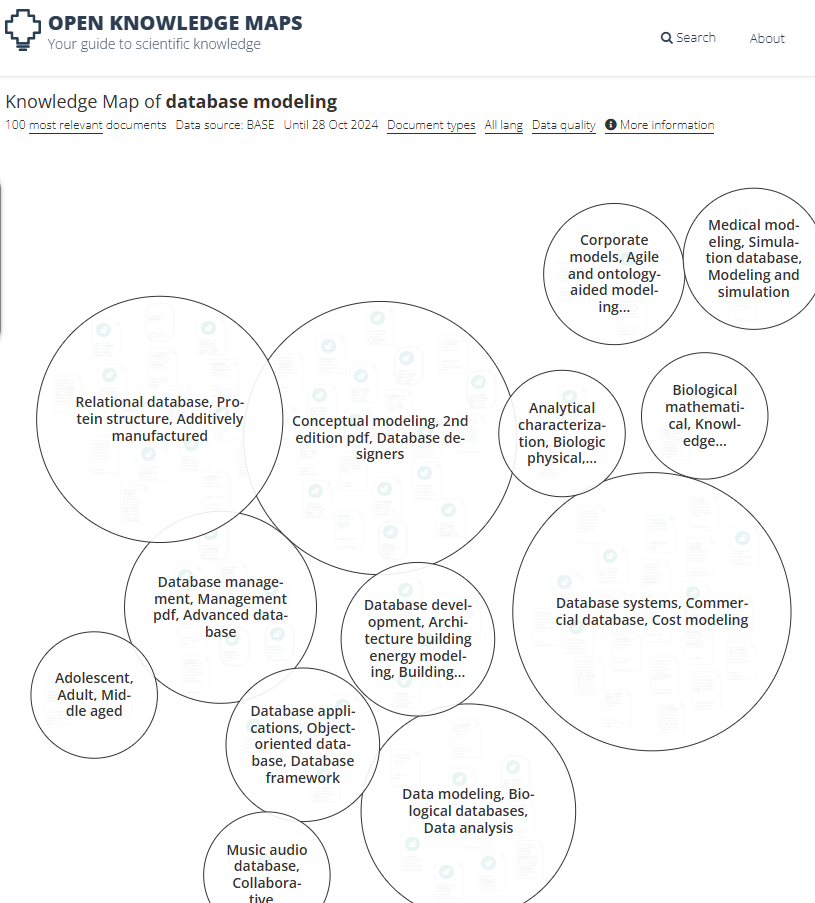 OPEN KNOWLEDGE MAPS
Your guide to scientific knowledge
Search
About
Knowledge Map of database modeling
100 most relevant documents Data source: BASE Until 28 Oct 2024 Document types All lang Data quality More information
Corporate
models, Agile
and ontology-
aided model-
ing...
Medical mod-
eling, Simula-
tion database,
Modeling and
simulation
Relational database, Pro-
tein structure, Additively
manufactured
Conceptual modeling, 2nd
edition pdf, Database de-
signers
Analytical
characteriza-
tion, Biologic
physical,...
Biological
mathemati-
cal, Knowl-
edge...
Database manage-
ment, Management
pdf, Advanced data-
base
Database devel-
opment, Archi-
tecture building
energy model-
ing, Building...
Database systems, Commer-
cial database, Cost modeling
Adolescent,
Adult, Mid-
dle aged
Database appli-
cations, Object-
oriented data-
base, Database
framework
Data modeling, Bio-
logical databases,
Data analysis
Music audio
database,
Collabora-
tive